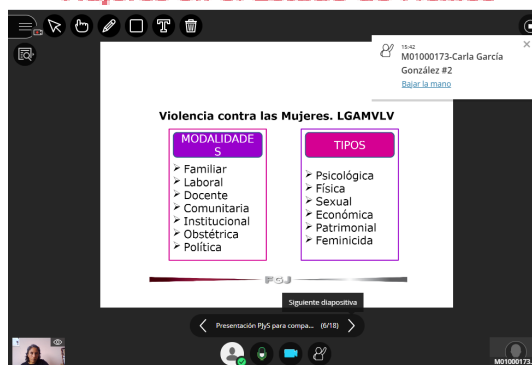 Mujeres en el Estado de México
T
15:42
M01000173-Carla García
González #2
Bajar la mano
Violencia contra las Mujeres. LGAMVLV
MODALIDADE
S
Familiar
Laboral
Docente
Comunitaria
Institucional
Obstétrica
Política
TIPOS
Psicológica
Física
Sexual
Económica
Patrimonial
Feminicida
FGJ
Siguiente diapositiva
Presentación PJyS para compa... (6/18)
M01000173...